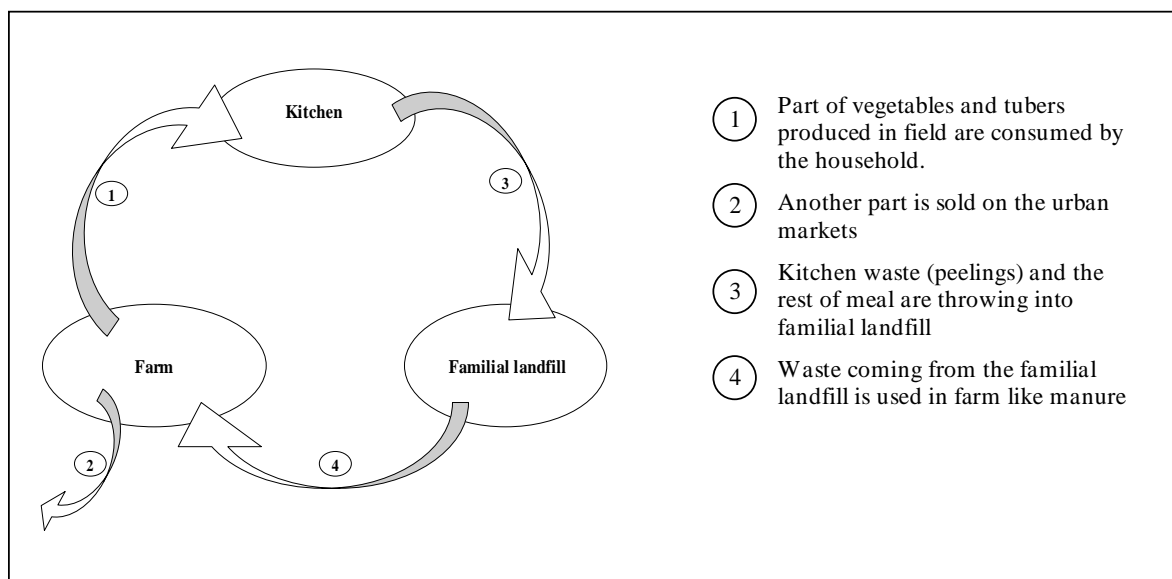 Kitchen
1
3
Farm
Familial landfill
2
4
1 Part of vegetables and tubers
produced in field are consumed by
the household.
2 Another part is sold on the urban
markets
3 Kitchen waste (peelings) and the
rest of meal are throwing into
familial landfill
4 Waste coming from the familial
landfill is used in farm like manure